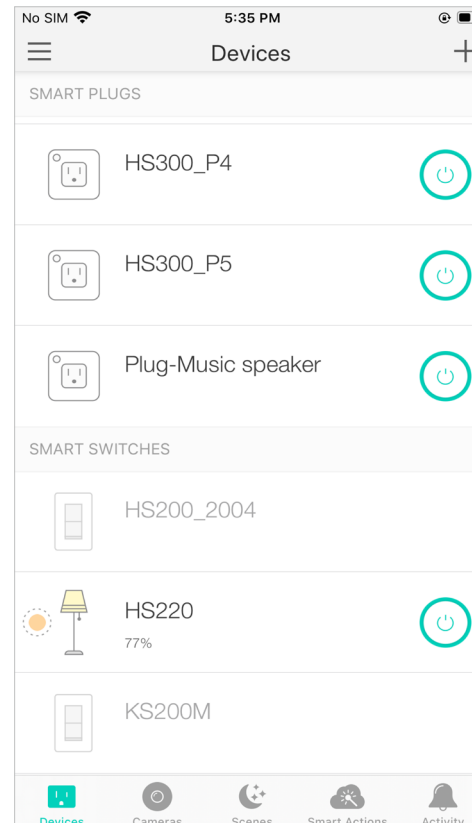 No SIM 5:35 PM
Devices
SMART PLUGS
HS300_P4
HS300_P5
Plug-Music speaker
SMART SWITCHES
HS200_2004
HS220
77%
KS200M
Devices Cameras Scenes Smart Actions Activity